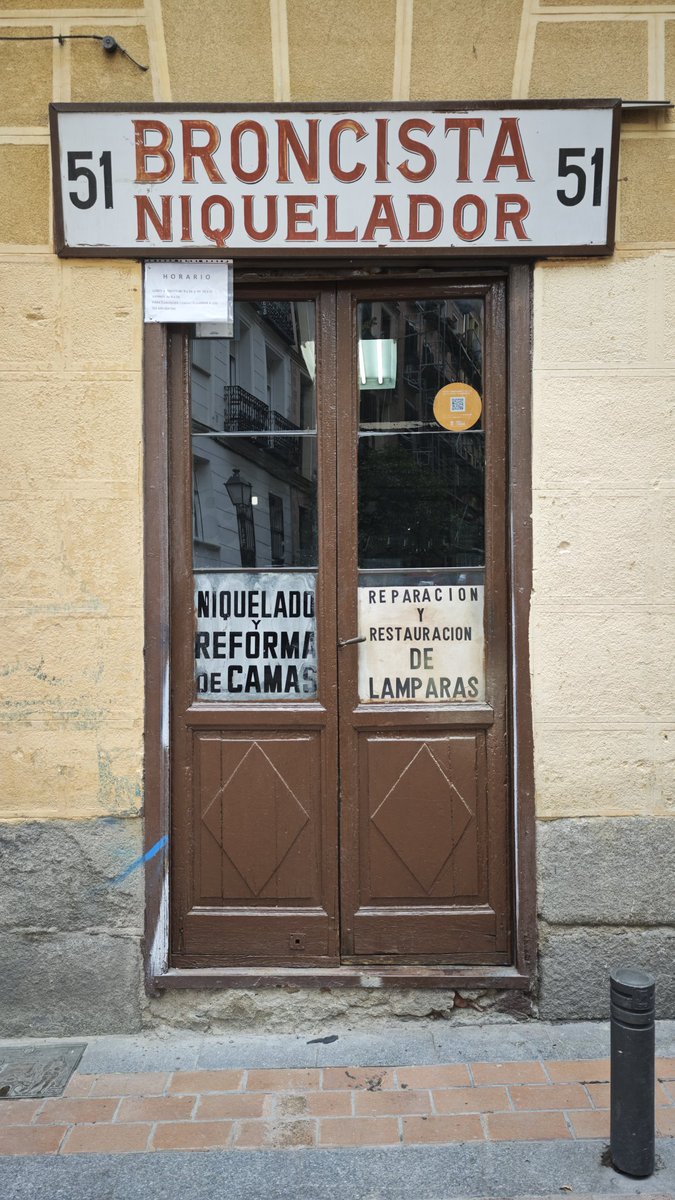 51
BRONCISTA
NIQUELADOR
51
HORARIO
NIQUELADO
Y
REFORMA
DE CAMAS
REPARACION
Y
RESTAURACION
DE
LAMPARAS